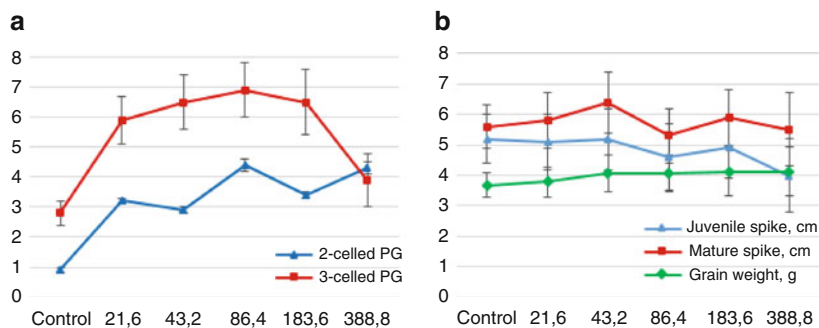 a
8
7
6
5
4
3
2
1
0
2-celled PG
3-celled PG
Control 21,6 43,2 86,4 183,6 388,8
b
8
7
6
5
4
3
2
1
0
Juvenile spike, cm
Mature spike, cm
Grain weight, g
Control 21,6 43,2 86,4 183,6 388,8